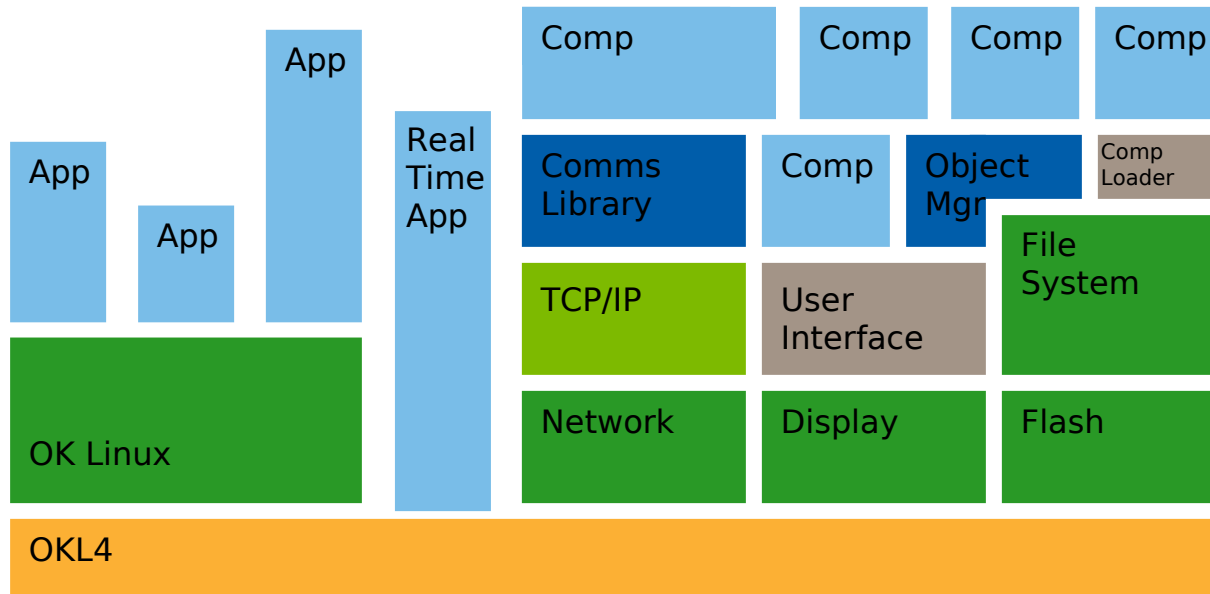 App
App
App
Real
Time
App
Comp
Comp
Comp
Comp
Comms
Library
Comp
Object
Mgr
Comp
Loader
TCP/IP
User
Interface
File
System
OK Linux
Network
Display
Flash
OKL4